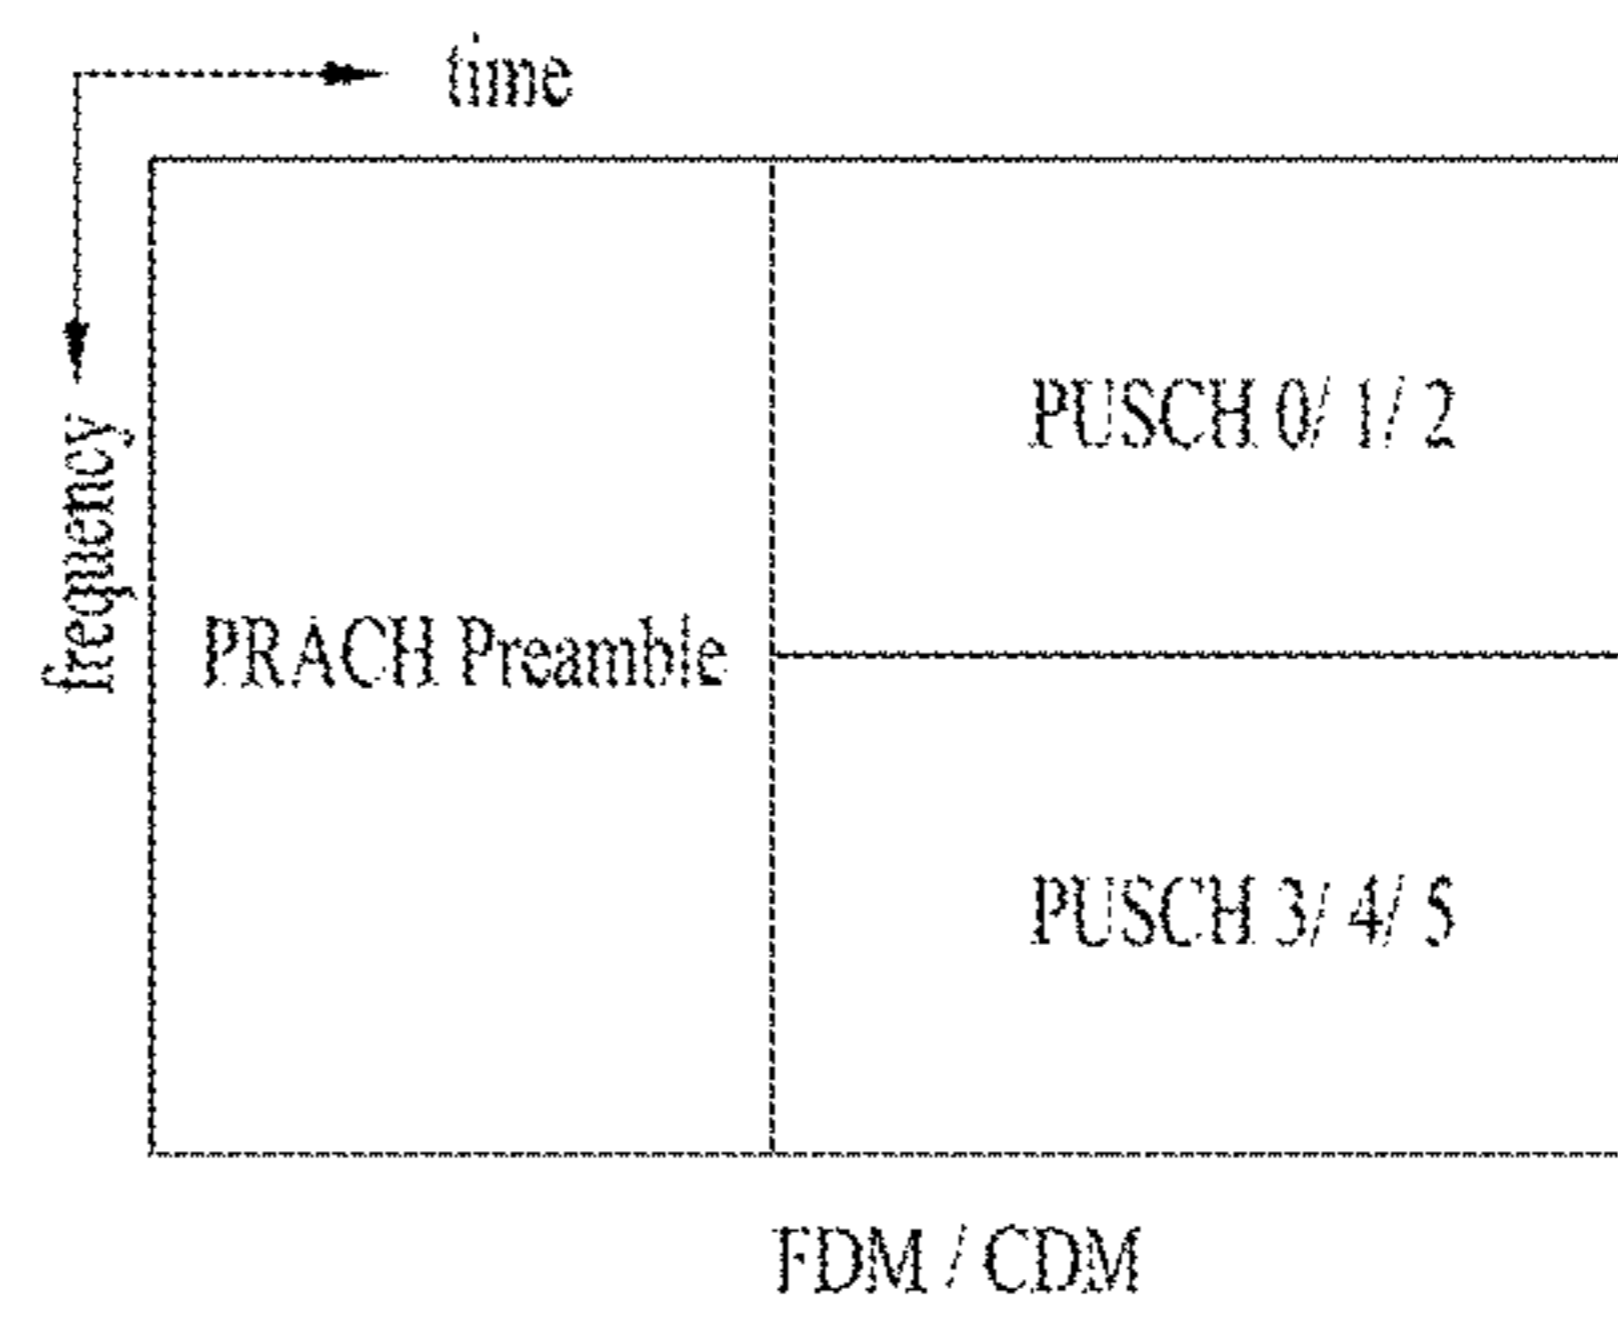 time
frequency
PUSCH 0/ 1/ 2
PRACH Preamble
PUSCH 3/ 4/ 5
FDM / CDM